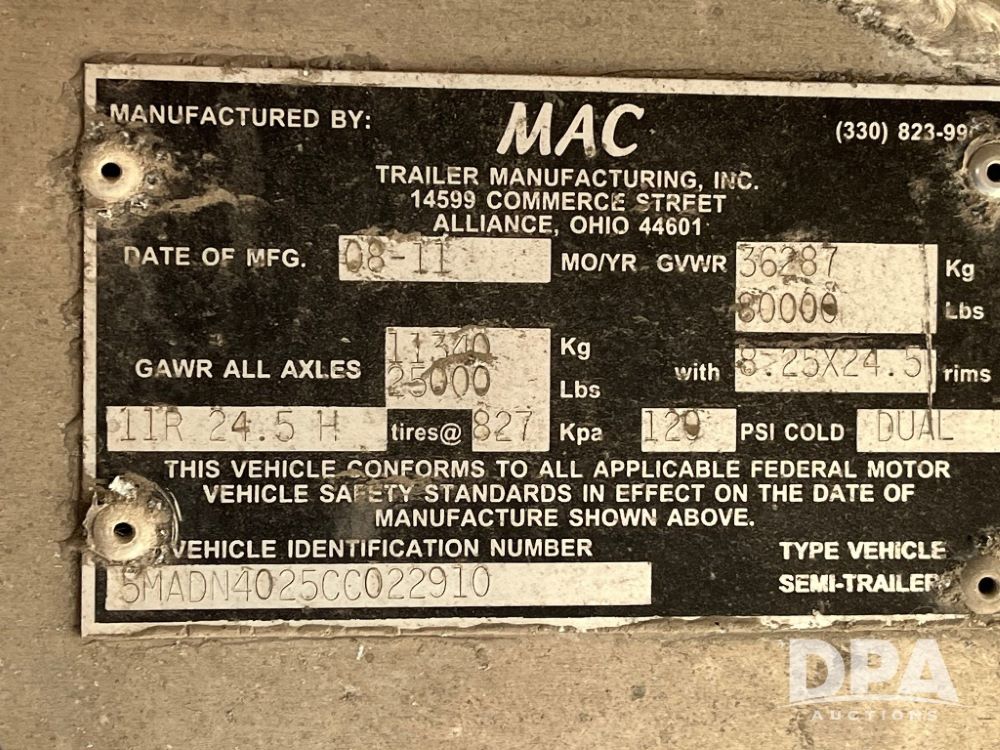 MANUFACTURED BY: MAC (330) 823-99
TRAILER MANUFACTURING, INC.
14599 COMMERCE STREET
ALLIANCE, OHIO 44601
DATE OF MFG. 08-11 MO/YR GVWR 36287 Kg
80000 Lbs
GAWR ALL AXLES 11340 Kg
25000 Lbs
with 8.25X24.5 rims
11R 24.5 H tires@ 827 Kpa 120 PSI COLD DUAL
THIS VEHICLE CONFORMS TO ALL APPLICABLE FEDERAL MOTOR
VEHICLE SAFETY STANDARDS IN EFFECT ON THE DATE OF
MANUFACTURE SHOWN ABOVE.
VEHICLE IDENTIFICATION NUMBER TYPE VEHICLE
5MADN4025CC022910 SEMI-TRAILER
DPA
AUCTIONS